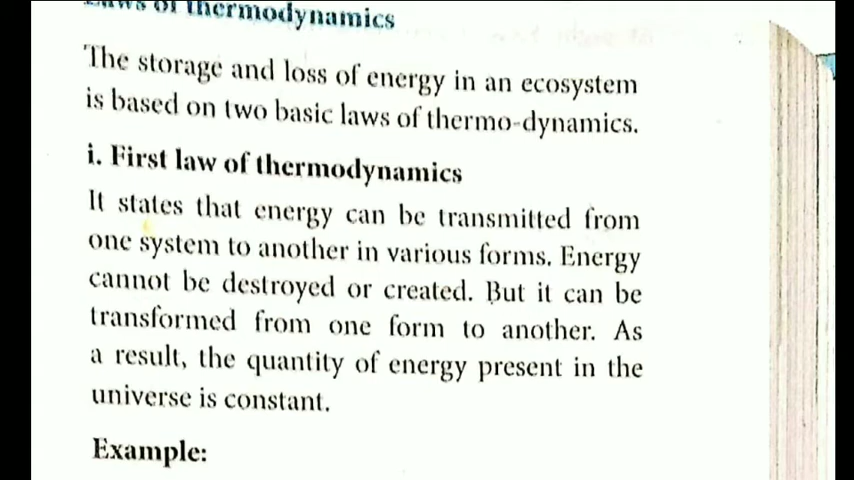 Laws of thermodynamics
The storage and loss of energy in an ecosystem
is based on two basic laws of thermo-dynamics.
i. First law of thermodynamics
It states that energy can be transmitted from
one system to another in various forms. Energy
cannot be destroyed or created. But it can be
transformed from one form to another. As
a result, the quantity of energy present in the
universe is constant.
Example: